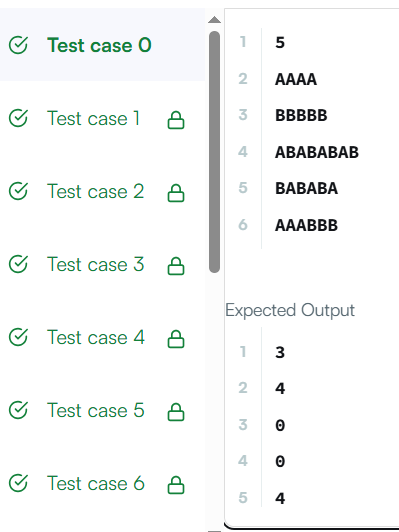 Test case 0
Test case 1
Test case 2
Test case 3
Test case 4
Test case 5
Test case 6
1 5
2 AAAA
3 BBBBB
4 ABABABAB
5 BABABA
6 AAABBB
Expected Output
1 3
2 4
3 0
4 0
5 4